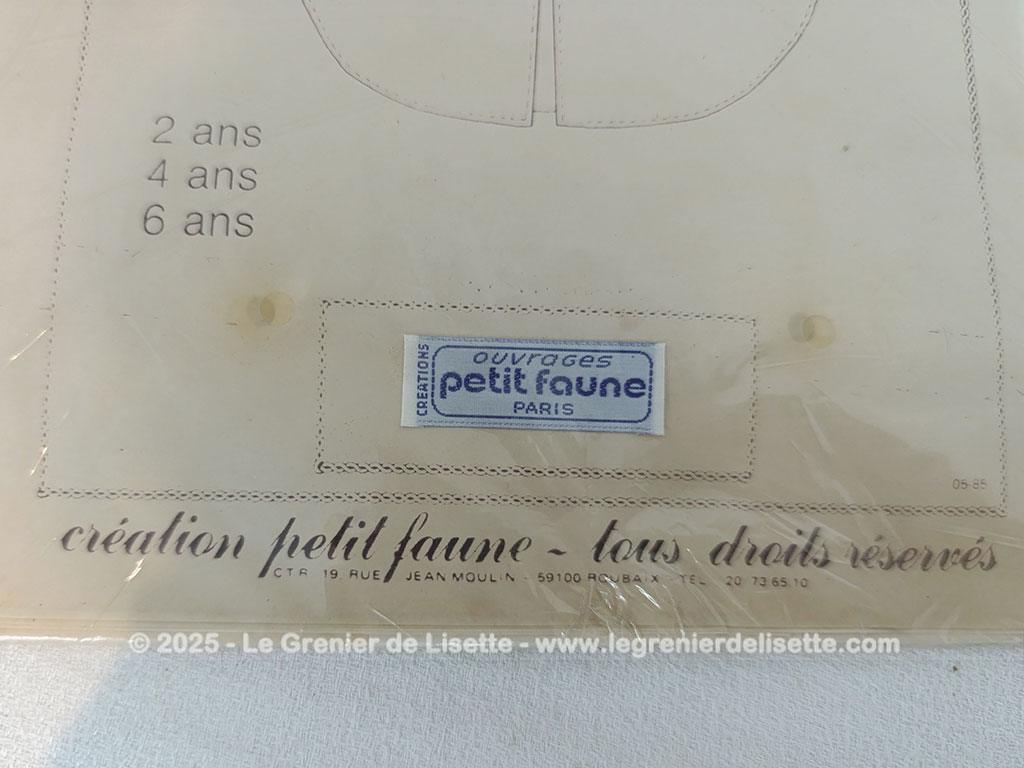 2 ans
4 ans
6 ans
CREATIONS
ouvrages
petit faune
PARIS
05-85
création petit faune ~ tous droits réservés
CTR 19. RUE JEAN MOULIN - 59100 ROUBAIX - TEL 20 73 65 10
© 2025 - Le Grenier de Lisette - www.legrenierdelisette.com